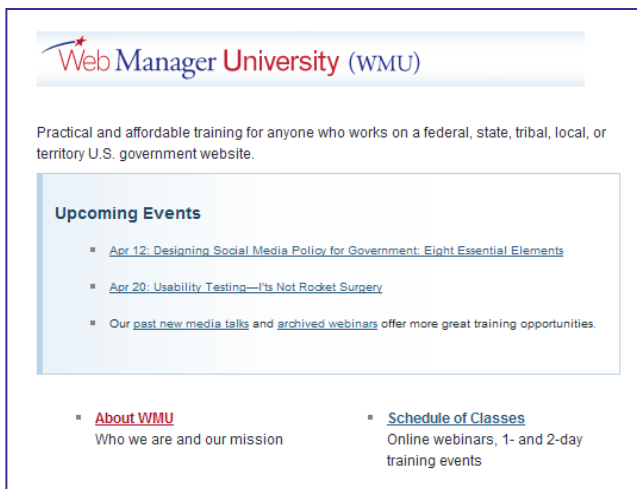 Web Manager University (WMU)
Practical and affordable training for anyone who works on a federal, state, tribal, local, or
territory U.S. government website.
Upcoming Events
Apr 12: Designing Social Media Policy for Government: Eight Essential Elements
Apr 20: Usability Testing—I'ts Not Rocket Surgery
Our past new media talks and archived webinars offer more great training opportunities.
About WMU
Who we are and our mission
Schedule of Classes
Online webinars, 1- and 2-day
training events